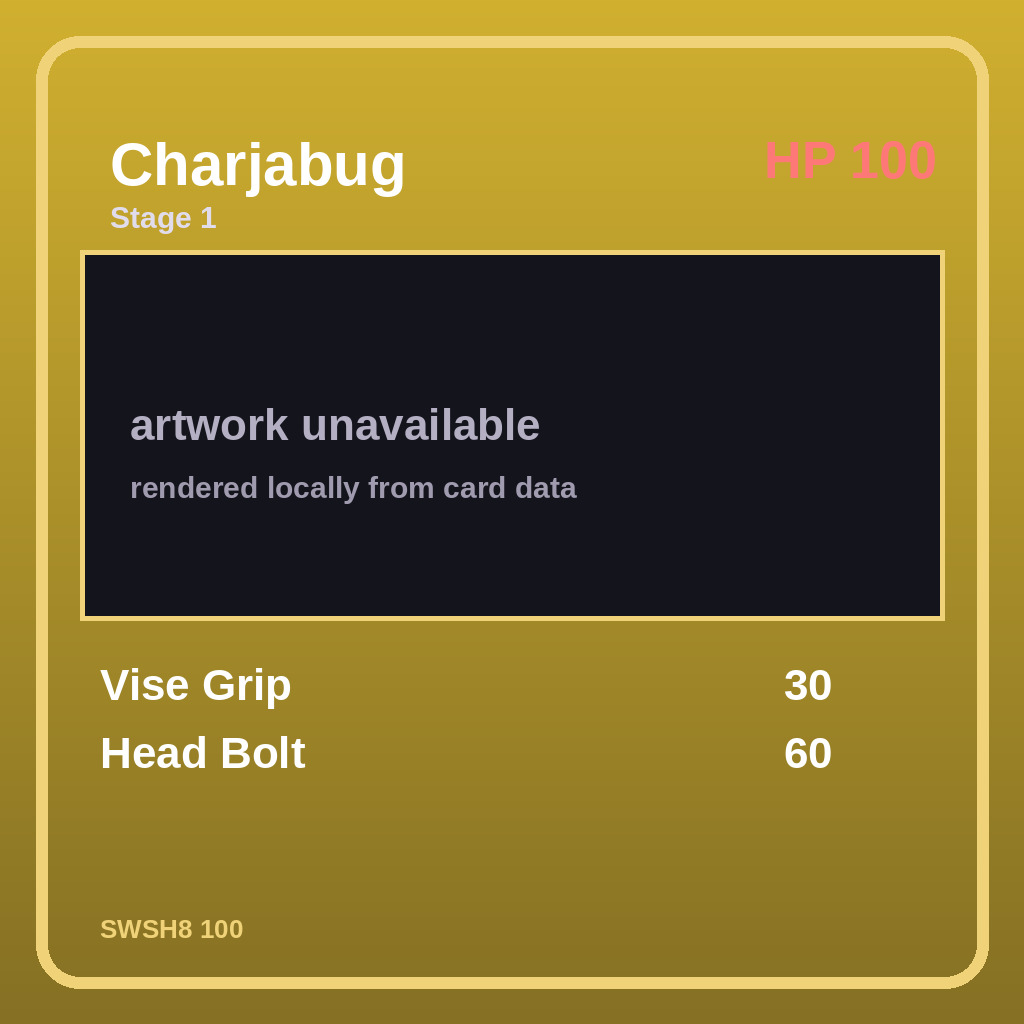 Charjabug
HP 100
Stage 1
artwork unavailable
rendered locally from card data
Vise Grip 30
Head Bolt 60
SWSH8 100